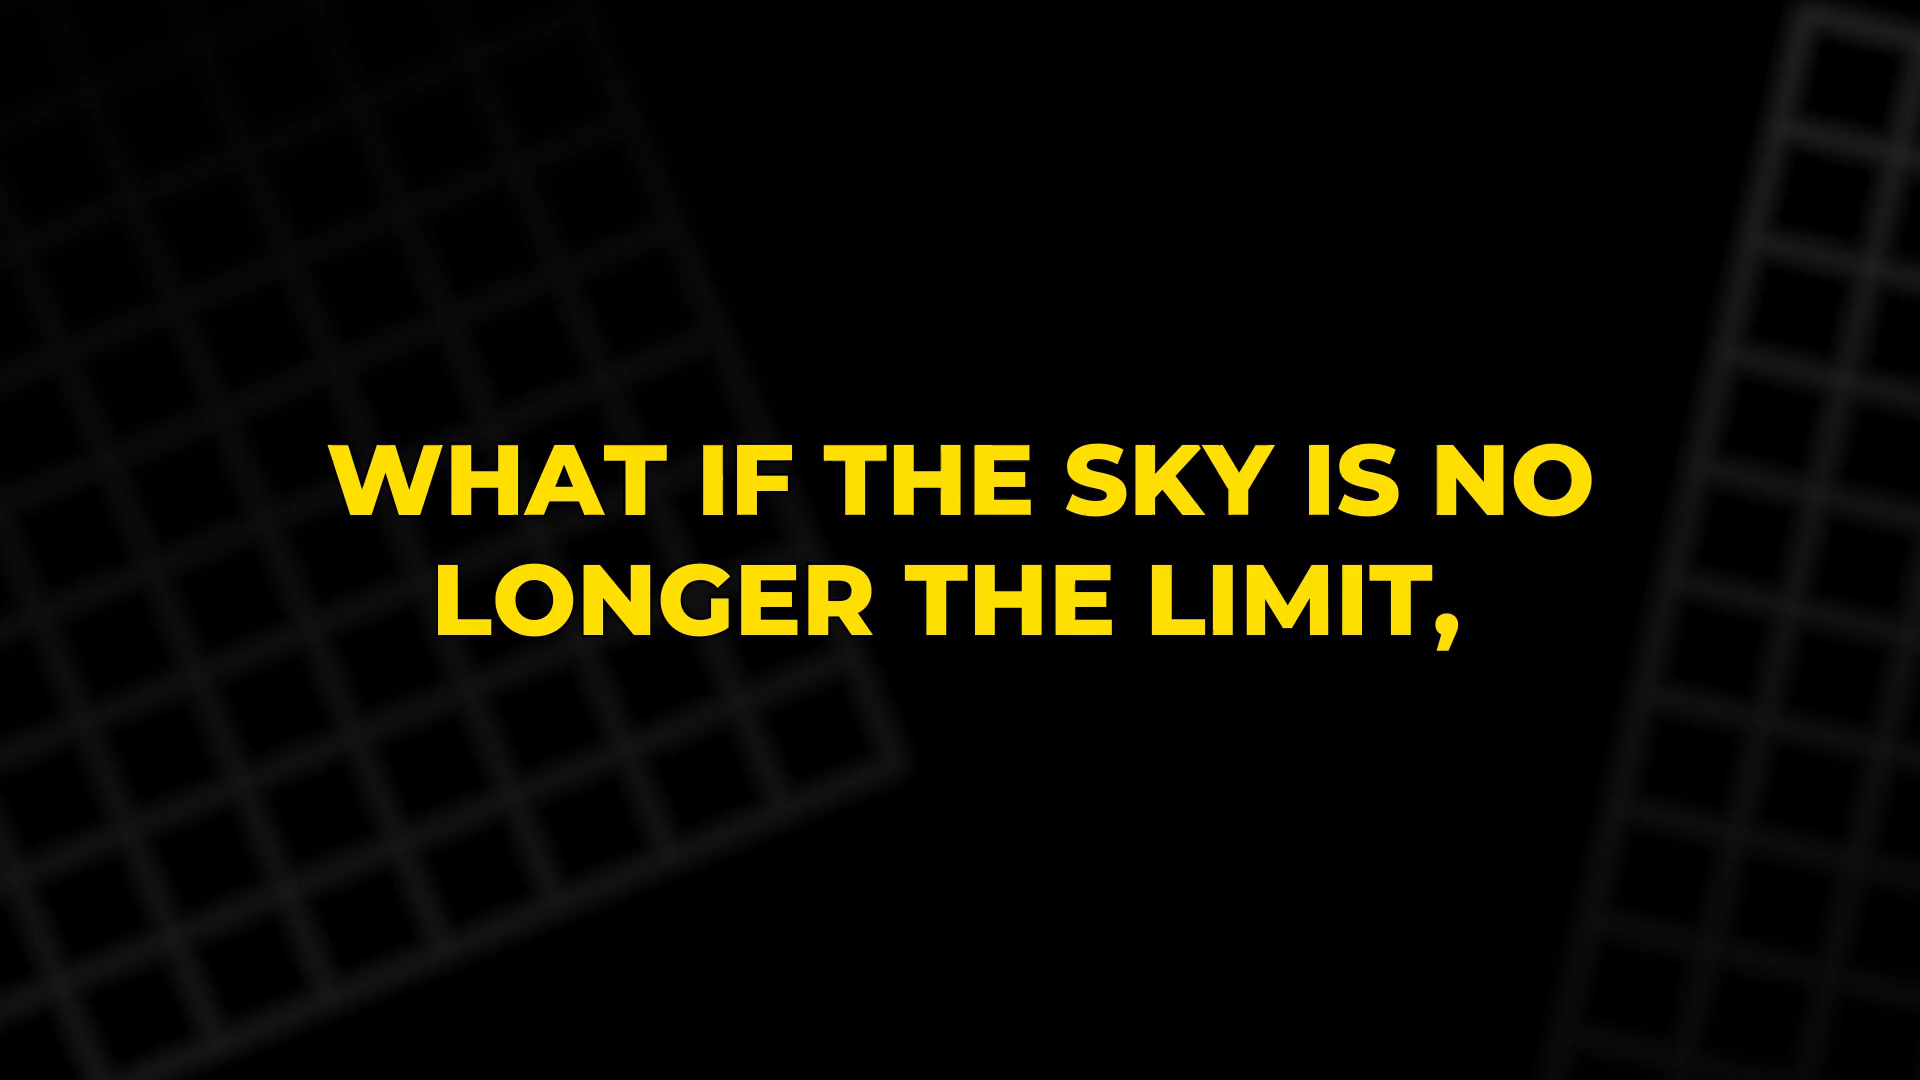 WHAT IF THE SKY IS NO
LONGER THE LIMIT,